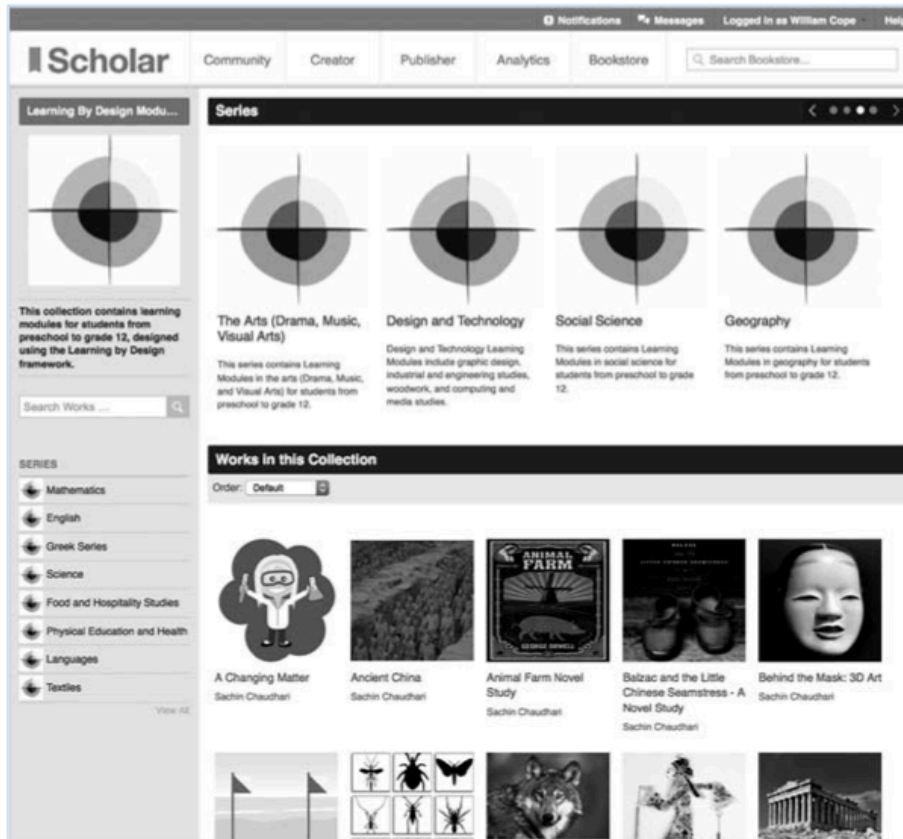 Notifications Messages Logged in as William Cope Help
Scholar
Community Creator Publisher Analytics Bookstore Search Bookstore...
Learning By Design Modu...
This collection contains learning
modules for students from
preschool to grade 12, designed
using the Learning by Design
framework.
Search Works ...
SERIES
Mathematics
English
Greek Series
Science
Food and Hospitality Studies
Physical Education and Health
Languages
Textiles
View All
Series
The Arts (Drama, Music,
Visual Arts)
This series contains Learning
Modules in the arts (Drama, Music,
and Visual Arts) for students from
preschool to grade 12.
Design and Technology
Design and Technology Learning
Modules include graphic design,
industrial and engineering studies,
woodwork, and computing and
media studies.
Social Science
This series contains Learning
Modules in social science for
students from preschool to grade
12.
Geography
This series contains Learning
Modules in geography for students
from preschool to grade 12.
Works in this Collection
Order: Default
A Changing Matter
Sachin Chaudhari
Ancient China
Sachin Chaudhari
ANIMAL
FARM
GEORGE ORWELL
Animal Farm Novel
Study
Sachin Chaudhari
BALZAC
LITTLE CHINESE SEAMSTRESS
Balzac and the Little
Chinese Seamstress - A
Novel Study
Sachin Chaudhari
Behind the Mask: 3D Art
Sachin Chaudhari